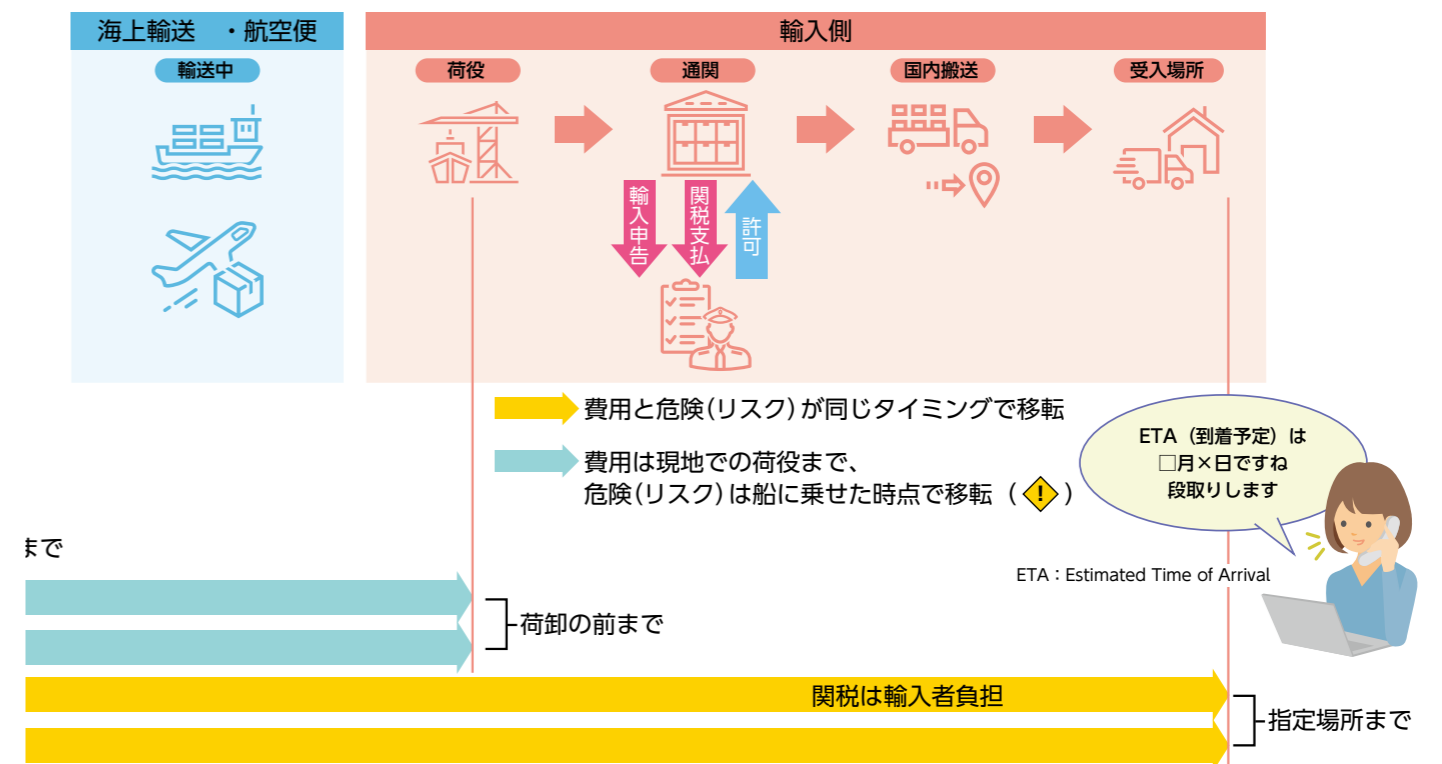 海上輸送 ・航空便
輸入側
輸送中
荷役
通関
国内搬送
受入場所
輸入申告
関税支払
許可
費用と危険(リスク)が同じタイミングで移転
費用は現地での荷役まで、
危険(リスク)は船に乗せた時点で移転（ ! ）
ETA（到着予定）は
□月×日ですね
段取りします
ETA：Estimated Time of Arrival
まで
荷卸の前まで
関税は輸入者負担
指定場所まで